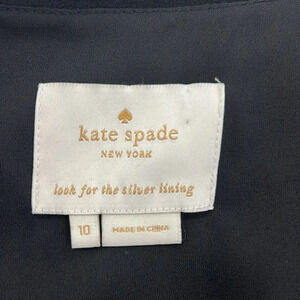 kate spade
NEW YORK
look for the silver lining
10
MADE IN CHINA